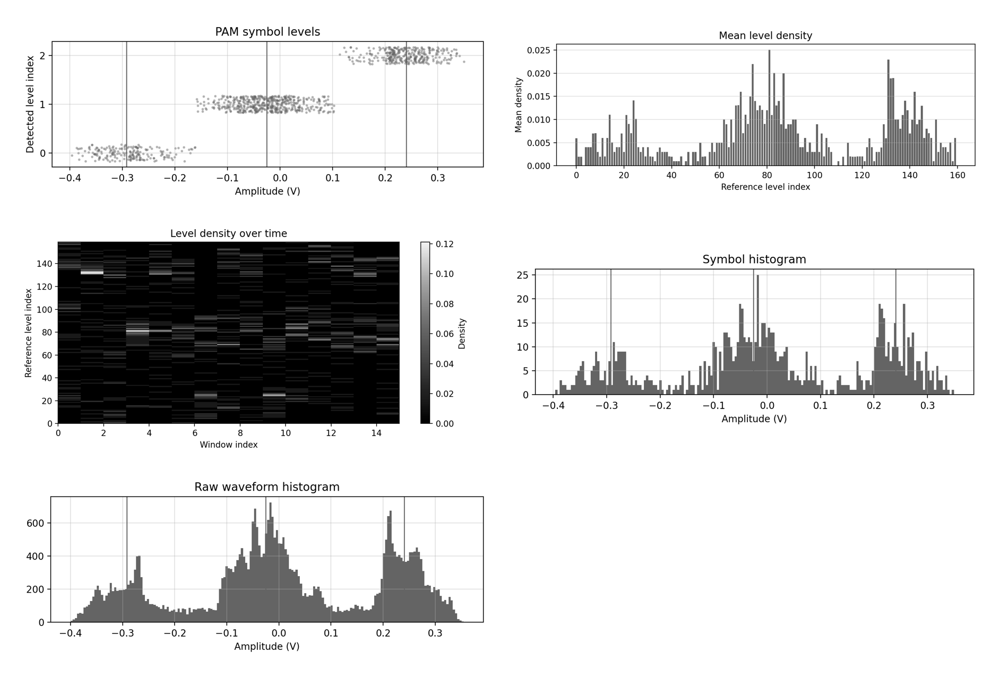 PAM symbol levels
Detected level index
2
1
0
−0.4 −0.3 −0.2 −0.1 0.0 0.1 0.2 0.3
Amplitude (V)
Mean level density
Mean density
0.025
0.020
0.015
0.010
0.005
0.000
0 20 40 60 80 100 120 140 160
Reference level index
Level density over time
Reference level index
140
120
100
80
60
40
20
0
0 2 4 6 8 10 12 14
Window index
0.12
0.10
0.08
0.06
0.04
0.02
0.00
Density
Symbol histogram
25
20
15
10
5
0
−0.4 −0.3 −0.2 −0.1 0.0 0.1 0.2 0.3
Amplitude (V)
Raw waveform histogram
600
400
200
0
−0.4 −0.3 −0.2 −0.1 0.0 0.1 0.2 0.3
Amplitude (V)